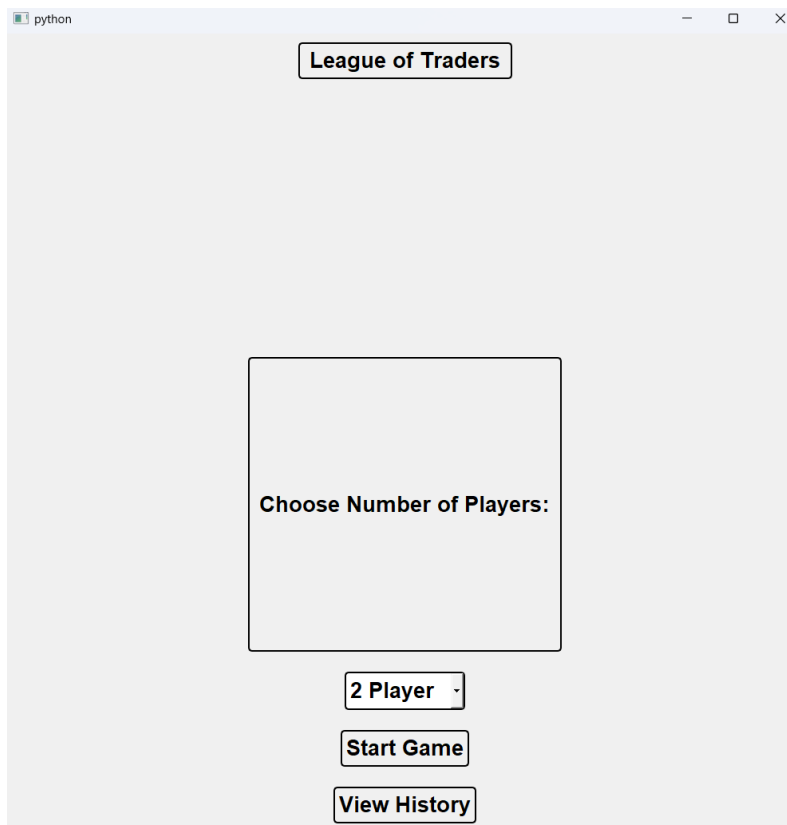 python
League of Traders
Choose Number of Players:
2 Player
Start Game
View History